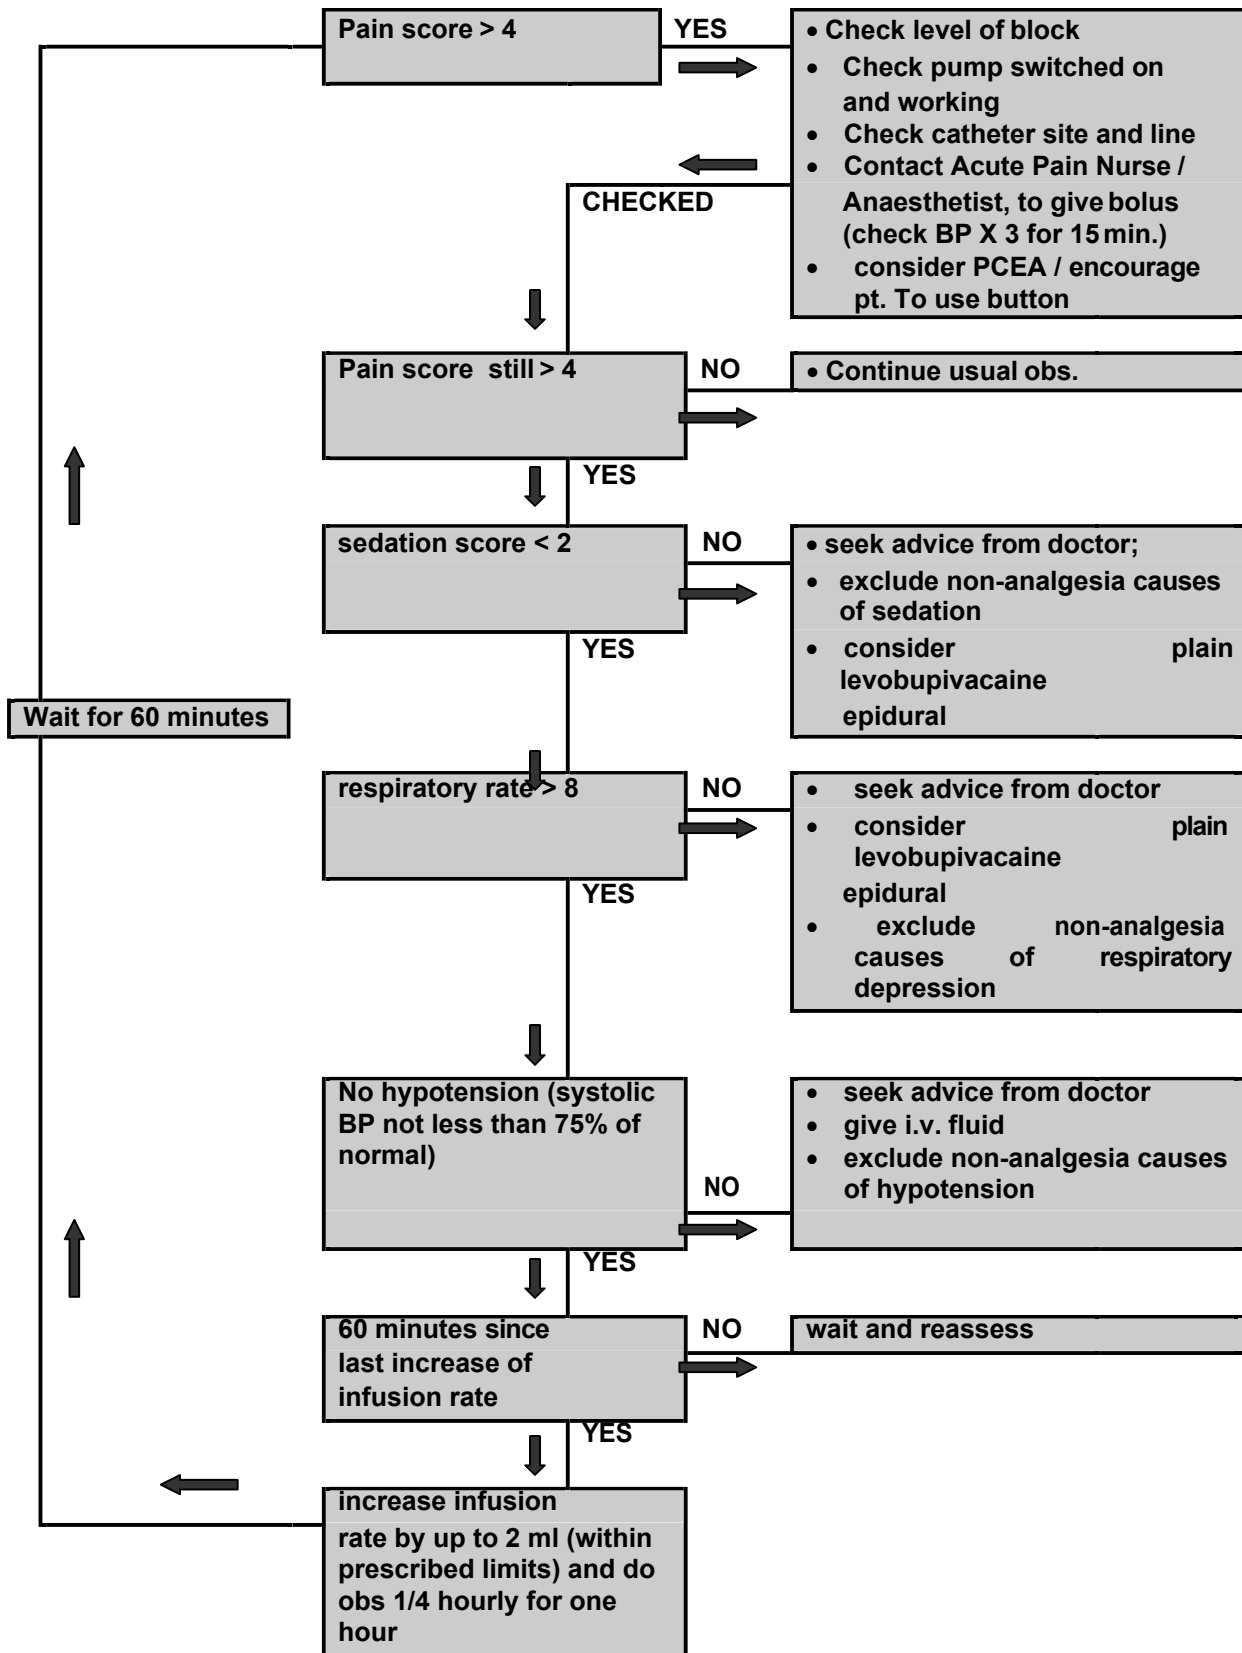 Pain score > 4
YES
• Check level of block
• Check pump switched on
and working
• Check catheter site and line
• Contact Acute Pain Nurse /
Anaesthetist, to give bolus
(check BP X 3 for 15 min.)
• consider PCEA / encourage
pt. To use button
CHECKED
Pain score still > 4
NO
• Continue usual obs.
YES
sedation score < 2
NO
• seek advice from doctor;
• exclude non-analgesia causes
of sedation
• consider plain
levobupivacaine
epidural
YES
Wait for 60 minutes
respiratory rate > 8
NO
• seek advice from doctor
• consider plain
levobupivacaine
epidural
• exclude non-analgesia
causes of respiratory
depression
YES
No hypotension (systolic
BP not less than 75% of
normal)
NO
• seek advice from doctor
• give i.v. fluid
• exclude non-analgesia causes
of hypotension
YES
60 minutes since
last increase of
infusion rate
NO
wait and reassess
YES
increase infusion
rate by up to 2 ml (within
prescribed limits) and do
obs 1/4 hourly for one
hour